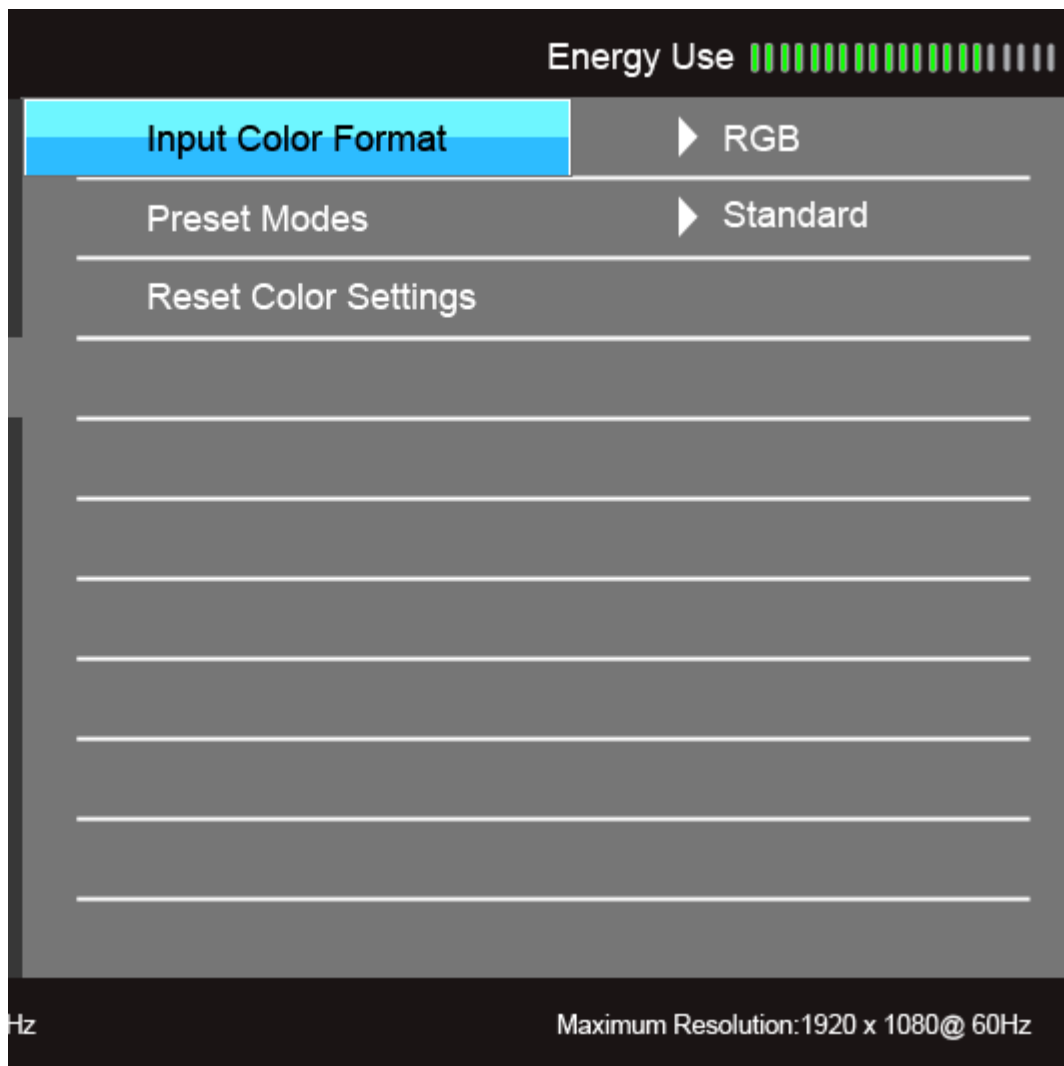 Energy Use
Input Color Format RGB
Preset Modes Standard
Reset Color Settings
Hz Maximum Resolution:1920 x 1080@ 60Hz